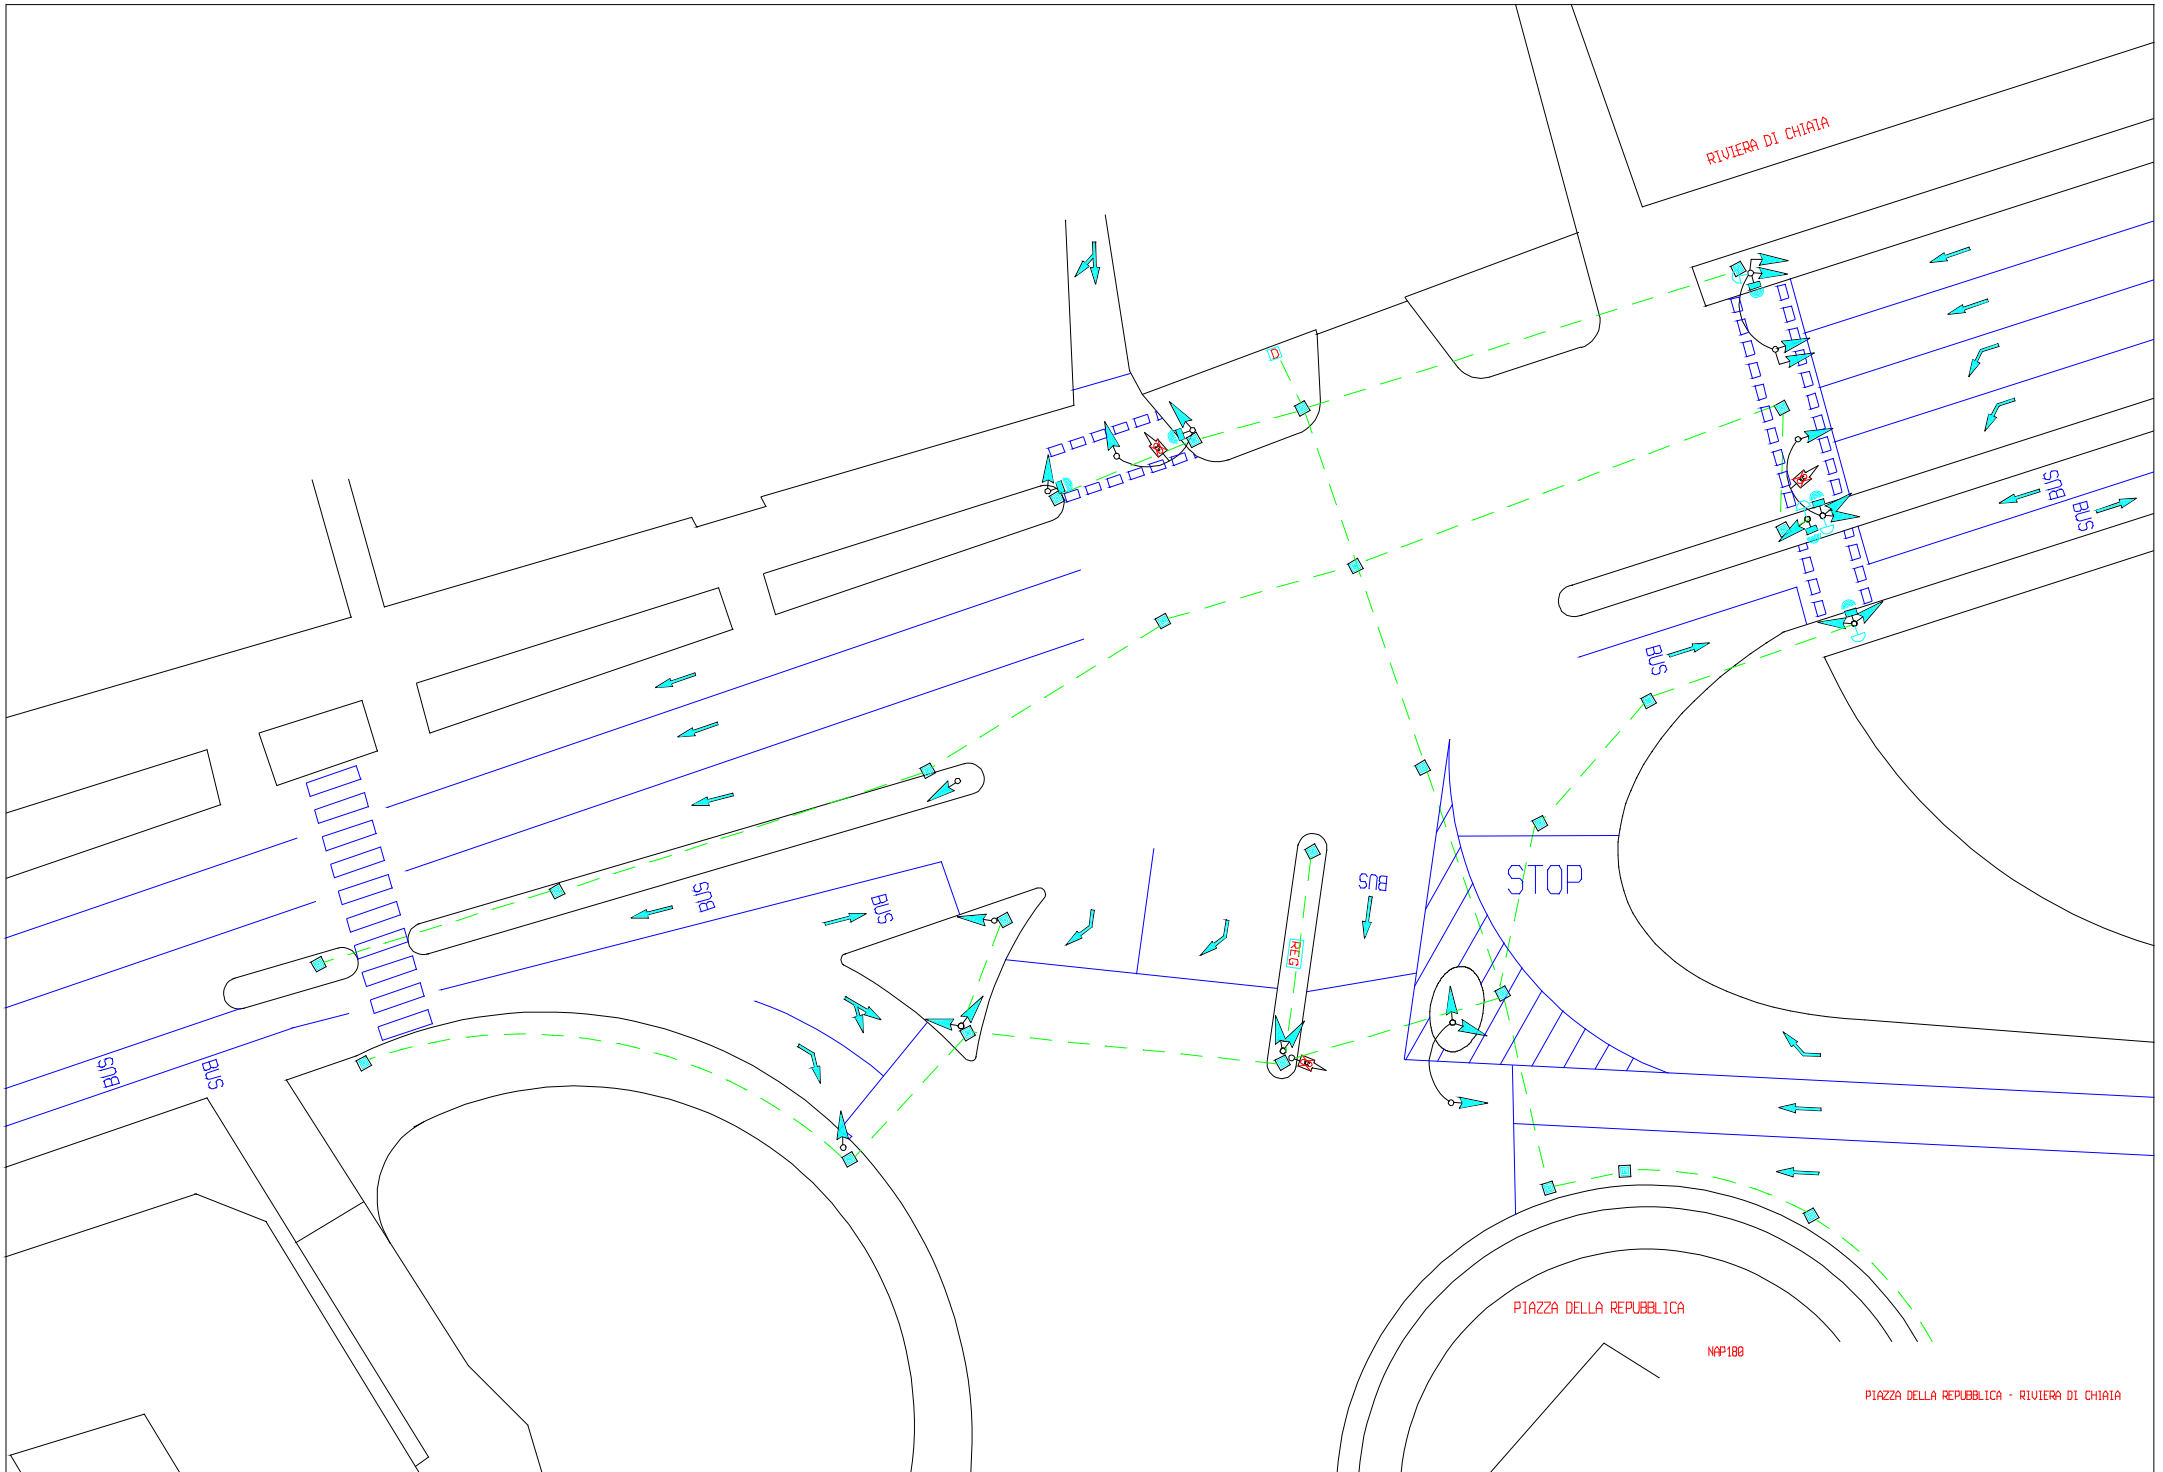 RIVIERA DI CHIAIA
D
BUS
BUS
BUS
BUS
STOP
BUS
BUS
REG
BUS
BUS
PIAZZA DELLA REPUBBLICA
NAP180
PIAZZA DELLA REPUBBLICA - RIVIERA DI CHIAIA